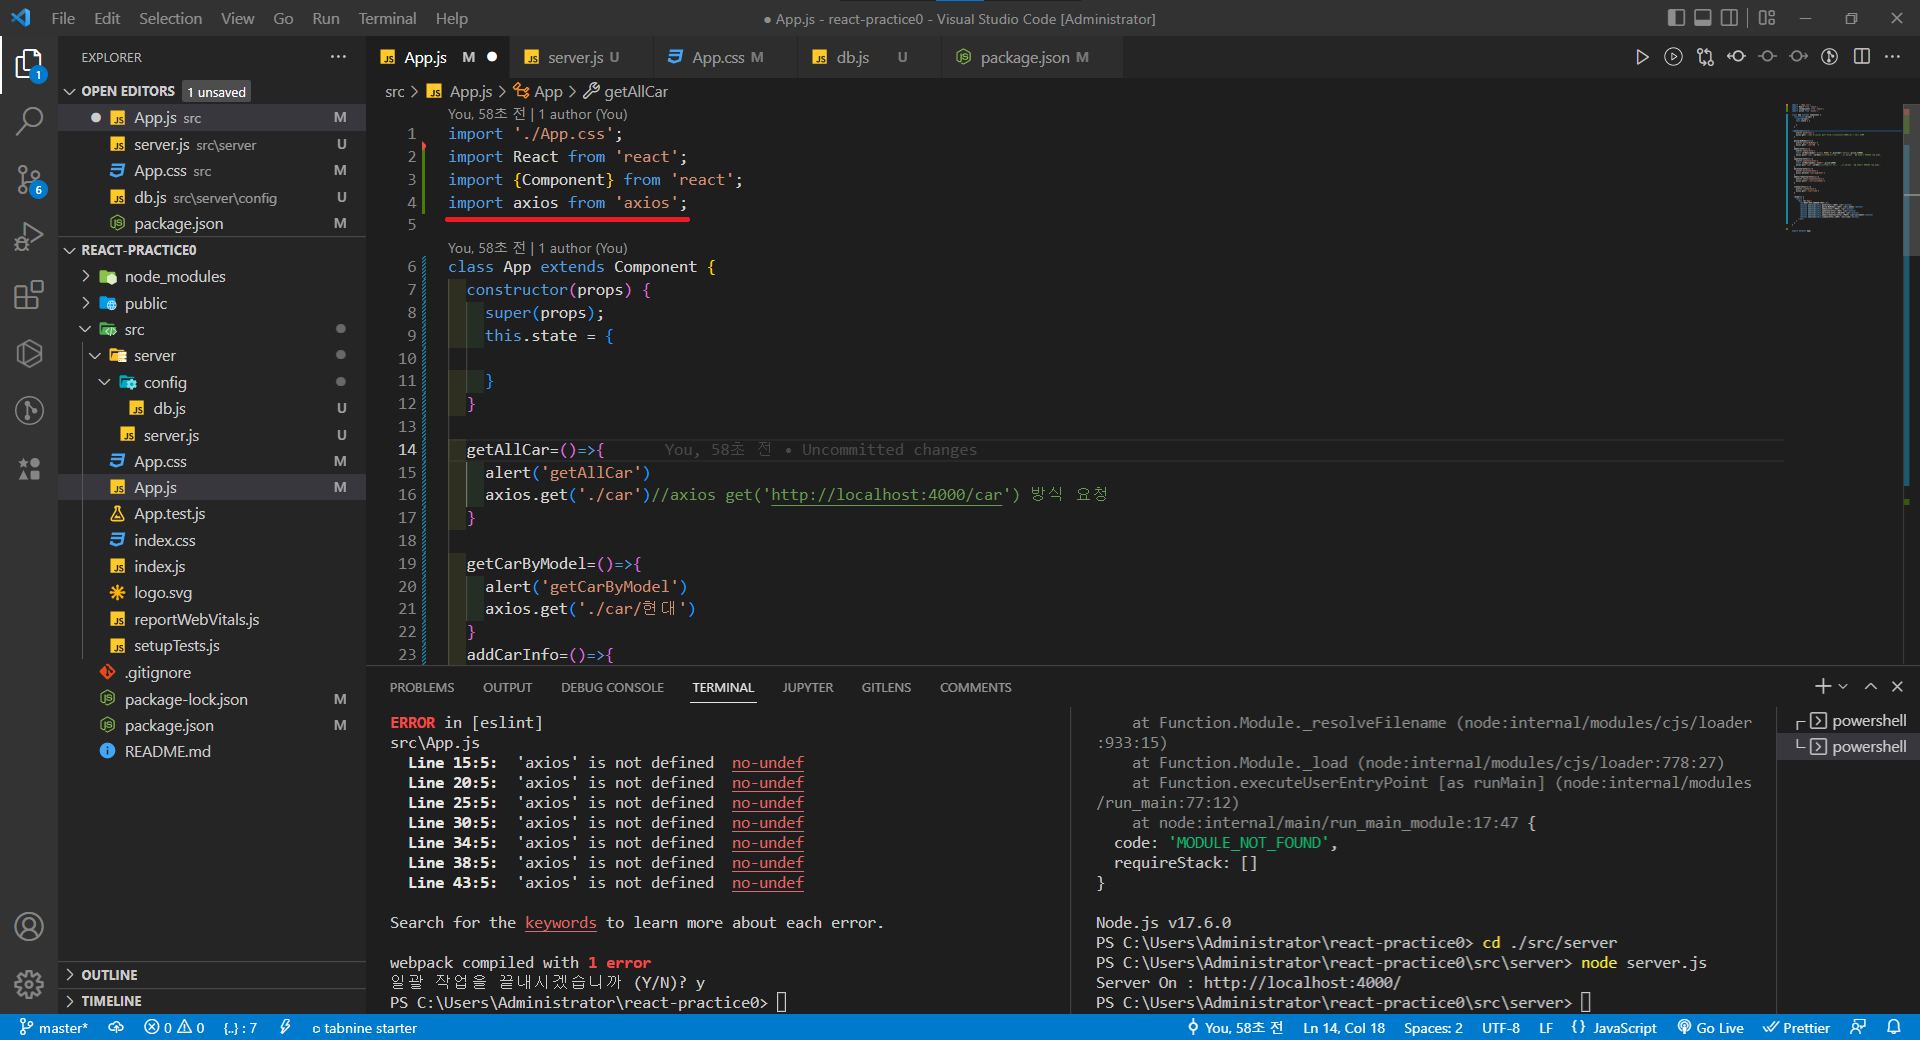 File Edit Selection View Go Run Terminal Help
● App.js - react-practice0 - Visual Studio Code [Administrator]
EXPLORER
1
6
OPEN EDITORS 1 unsaved
App.js src M
server.js src\server U
App.css src M
db.js src\server\config U
package.json M
REACT-PRACTICE0
node_modules
public
src
server
config
db.js U
server.js U
App.css M
App.js M
App.test.js
index.css
index.js
logo.svg
reportWebVitals.js
setupTests.js
.gitignore
package-lock.json M
package.json M
README.md
OUTLINE
TIMELINE
App.js M
server.js U
App.css M
db.js U
package.json M
src > App.js > App > getAllCar
You, 58초 전 | 1 author (You)
1 import './App.css';
2 import React from 'react';
3 import {Component} from 'react';
4 import axios from 'axios';
5
You, 58초 전 | 1 author (You)
6 class App extends Component {
7 constructor(props) {
8 super(props);
9 this.state = {
10
11 }
12 }
13
14 getAllCar=()=>{ You, 58초 전 • Uncommitted changes
15 alert('getAllCar')
16 axios.get('./car')//axios get('http://localhost:4000/car') 방식 요청
17 }
18
19 getCarByModel=()=>{
20 alert('getCarByModel')
21 axios.get('./car/현대')
22 }
23 addCarInfo=()=>{
PROBLEMS OUTPUT DEBUG CONSOLE TERMINAL JUPYTER GITLENS COMMENTS
ERROR in [eslint]
src\App.js
Line 15:5: 'axios' is not defined no-undef
Line 20:5: 'axios' is not defined no-undef
Line 25:5: 'axios' is not defined no-undef
Line 30:5: 'axios' is not defined no-undef
Line 34:5: 'axios' is not defined no-undef
Line 38:5: 'axios' is not defined no-undef
Line 43:5: 'axios' is not defined no-undef
Search for the keywords to learn more about each error.
webpack compiled with 1 error
일괄 작업을 끝내시겠습니까 (Y/N)? y
PS C:\Users\Administrator\react-practice0>
at Function.Module._resolveFilename (node:internal/modules/cjs/loader
:933:15)
at Function.Module._load (node:internal/modules/cjs/loader:778:27)
at Function.executeUserEntryPoint [as runMain] (node:internal/modules
/run_main:77:12)
at node:internal/main/run_main_module:17:47 {
code: 'MODULE_NOT_FOUND',
requireStack: []
}
Node.js v17.6.0
PS C:\Users\Administrator\react-practice0> cd ./src/server
PS C:\Users\Administrator\react-practice0\src\server> node server.js
Server On : http://localhost:4000/
PS C:\Users\Administrator\react-practice0\src\server>
powershell
powershell
master* 0 0 {..} : 7 tabnine starter
You, 58초 전 Ln 14, Col 18 Spaces: 2 UTF-8 LF {} JavaScript Go Live Prettier